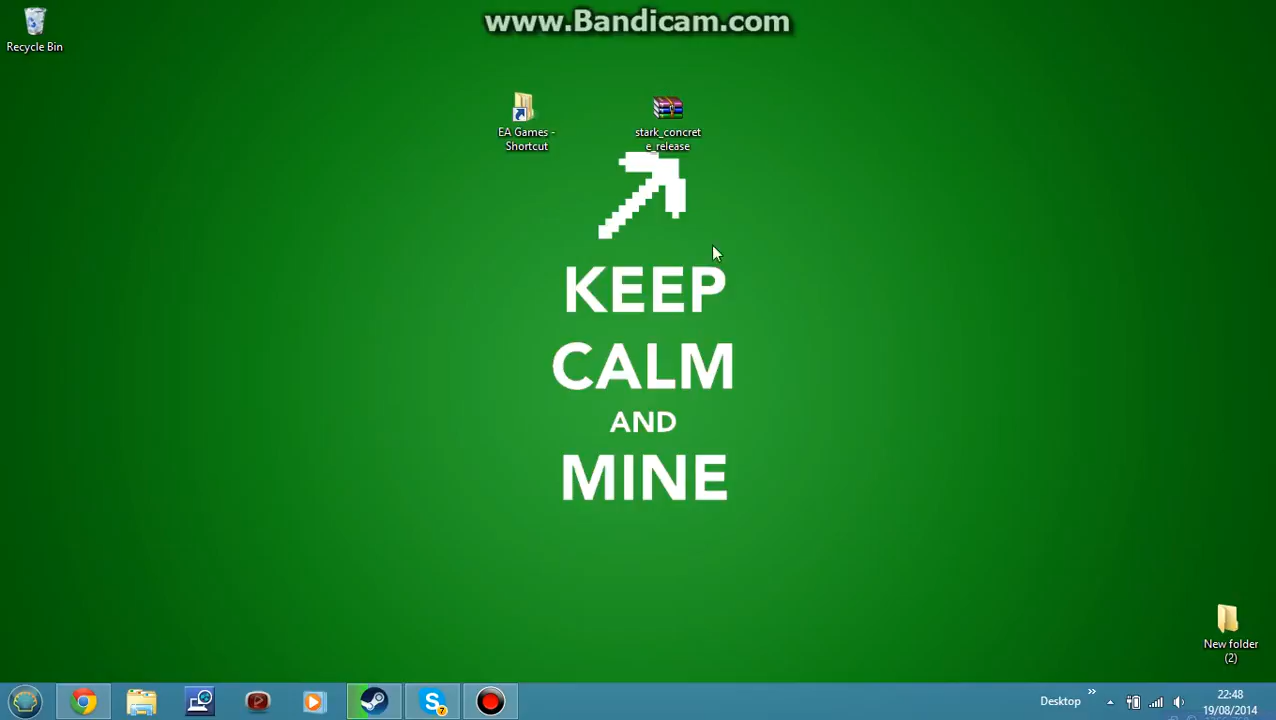 www.Bandicam.com
Recycle Bin
EA Games -
Shortcut
stark_concret
e_release
KEEP
CALM
AND
MINE
New folder
(2)
Desktop
22:48
19/08/2014